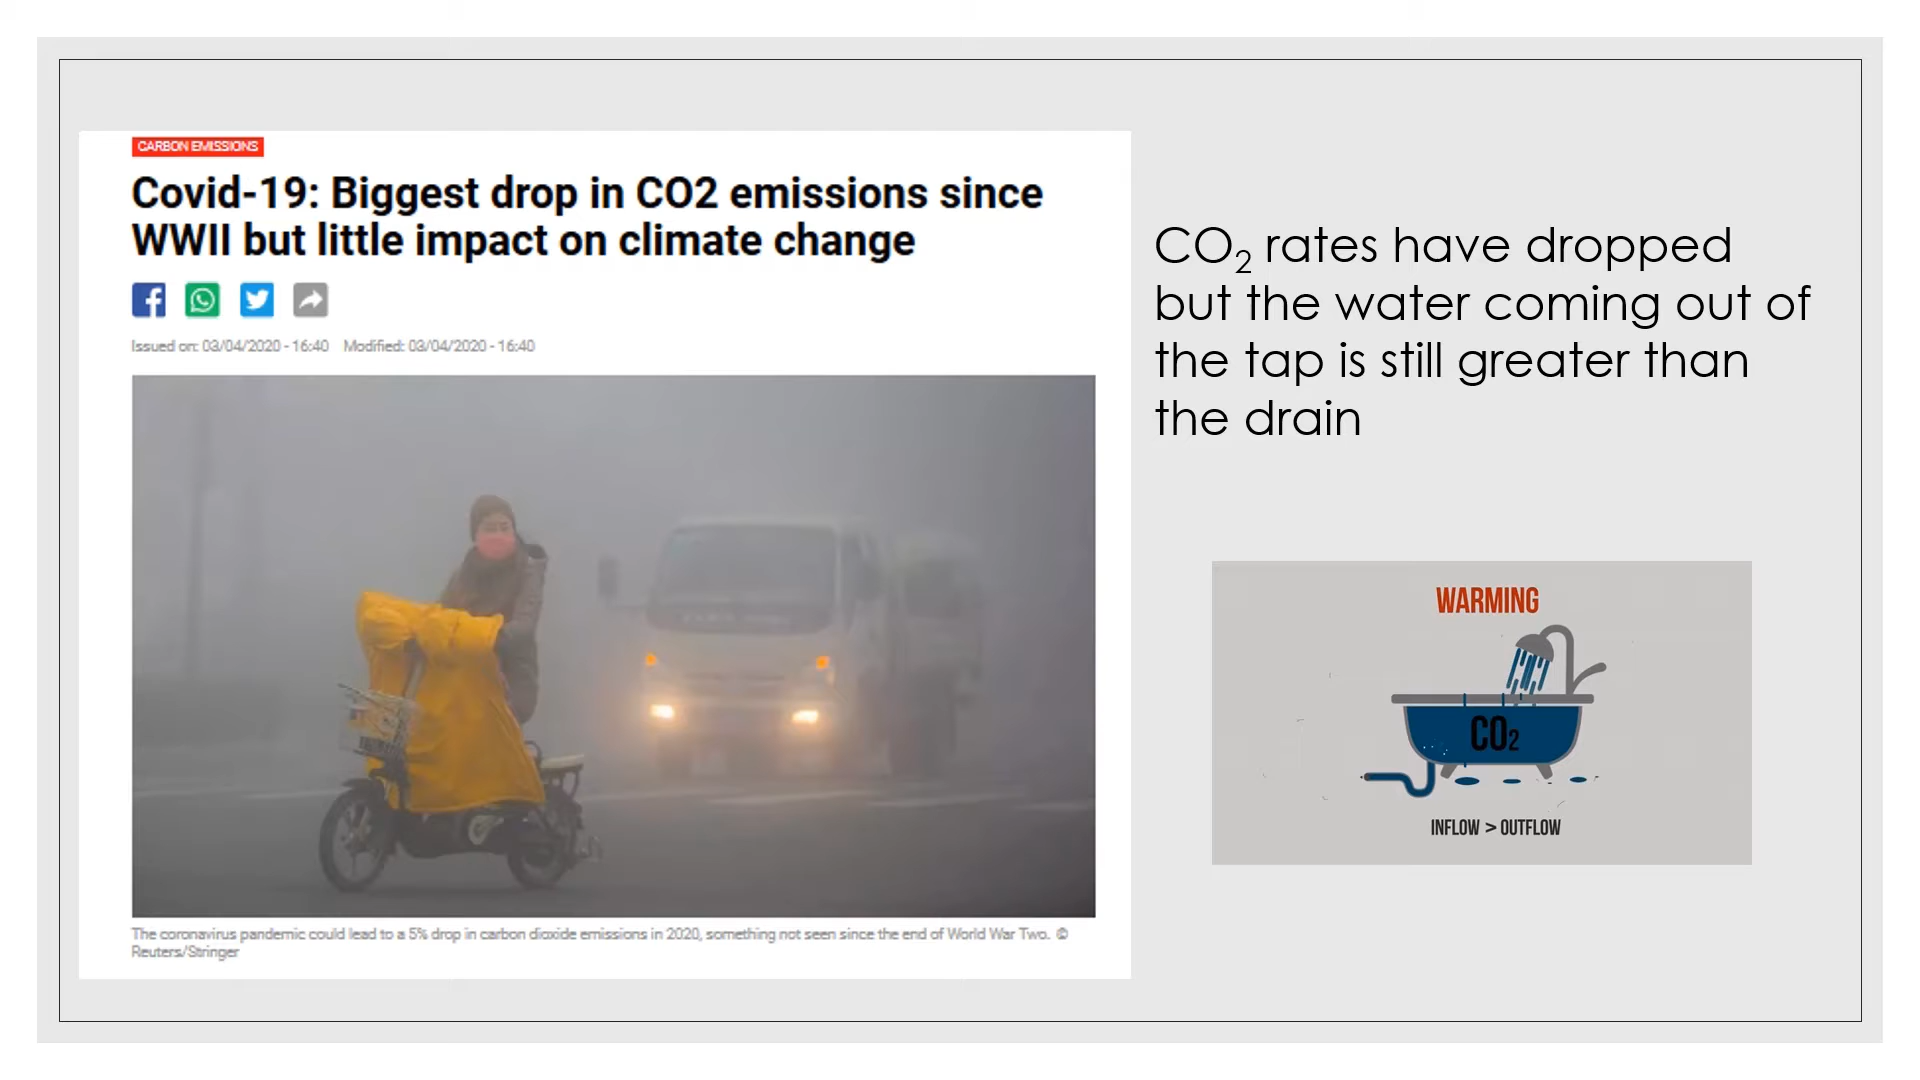 CARBON EMISSIONS
Covid-19: Biggest drop in CO2 emissions since
WWII but little impact on climate change
Issued on: 03/04/2020 - 16:40 Modified: 03/04/2020 - 16:40
The coronavirus pandemic could lead to a 5% drop in carbon dioxide emissions in 2020, something not seen since the end of World War Two. ©
Reuters/Stringer
CO₂ rates have dropped
but the water coming out of
the tap is still greater than
the drain
WARMING
CO₂
INFLOW > OUTFLOW